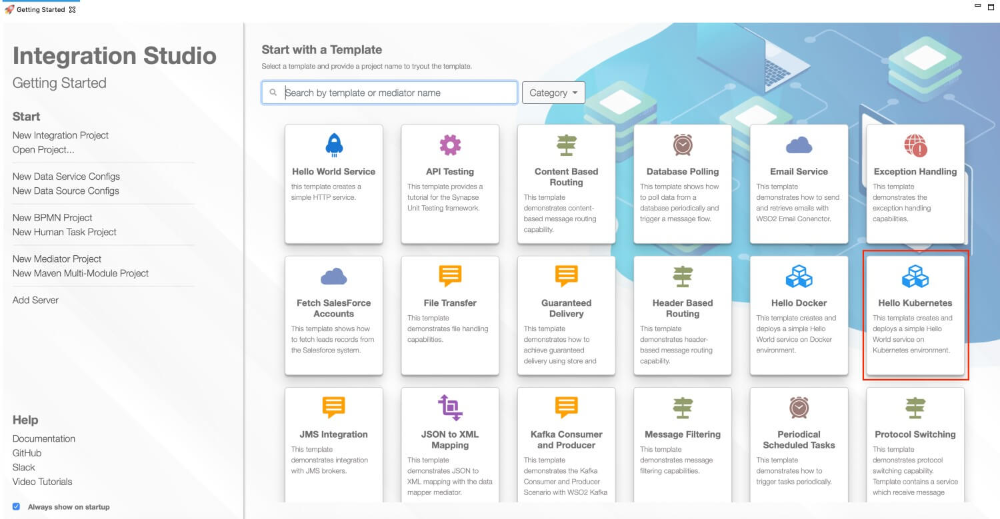 Getting Started
Integration Studio
Getting Started
Start
New Integration Project
Open Project...
New Data Service Configs
New Data Source Configs
New BPMN Project
New Human Task Project
New Mediator Project
New Maven Multi-Module Project
Add Server
Help
Documentation
GitHub
Slack
Video Tutorials
Always show on startup
Start with a Template
Select a template and provide a project name to tryout the template.
Search by template or mediator name
Category
Hello World Service
this template creates a
simple HTTP service.
API Testing
This template provides a
tutorial for the Synapse
Unit Testing framework.
Content Based
Routing
This template
demonstrates content-
based message routing
capability.
Database Polling
This template shows how
to poll data from a
database periodically and
trigger a message flow.
Email Service
This template
demonstrates how to send
and retrieve emails with
WSO2 Email Conenctor.
Exception Handling
This template
demonstrates the
exception handling
capabilities.
Fetch SalesForce
Accounts
This template shows how
to fetch leads records from
the Salesforce system.
File Transfer
This template
demonstrates file handling
capabilities.
Guaranteed
Delivery
This template
demonstrates how to
achieve guaranteed
delivery using store and
Header Based
Routing
This template
demonstrates header-
based message routing
capability.
Hello Docker
This template creates and
deploys a simple Hello
World service on Docker
environment.
Hello Kubernetes
This template creates and
deploys a simple Hello
World service on
Kubernetes environment.
JMS Integration
This template
demonstrates integration
with JMS brokers.
JSON to XML
Mapping
This template
demonstrates JSON to
XML mapping with the data
mapper mediator.
Kafka Consumer
and Producer
This template
demonstrates the Kafka
Consumer and Producer
Scenario with WSO2 Kafka
Message Filtering
This template
demonstrates message
filtering capabilities.
Periodical
Scheduled Tasks
This template
demonstrates how to
trigger tasks periodically.
Protocol Switching
This template
demonstrates protocol
switching capability.
Template contains a service
which receive message